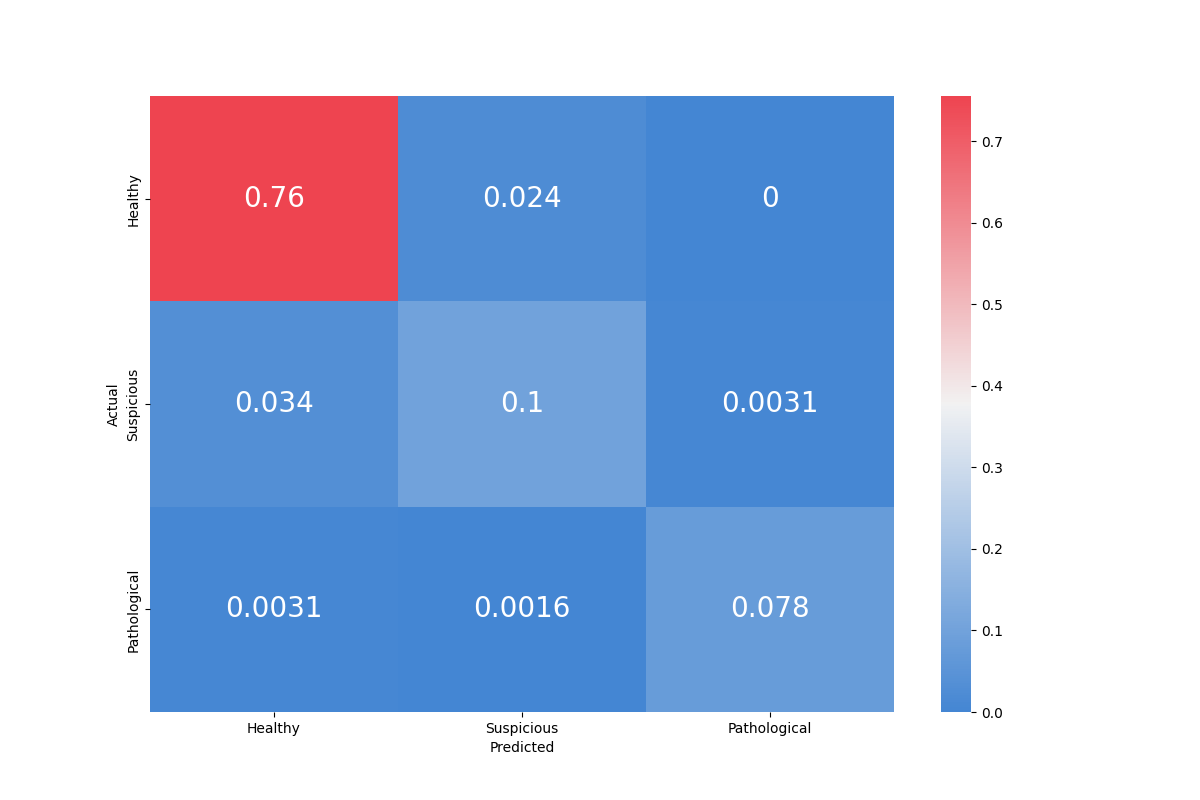 0.76 0.024 0
0.034 0.1 0.0031
0.0031 0.0016 0.078
Healthy
Suspicious
Pathological
Actual
Healthy Suspicious Pathological
Predicted
0.7
0.6
0.5
0.4
0.3
0.2
0.1
0.0